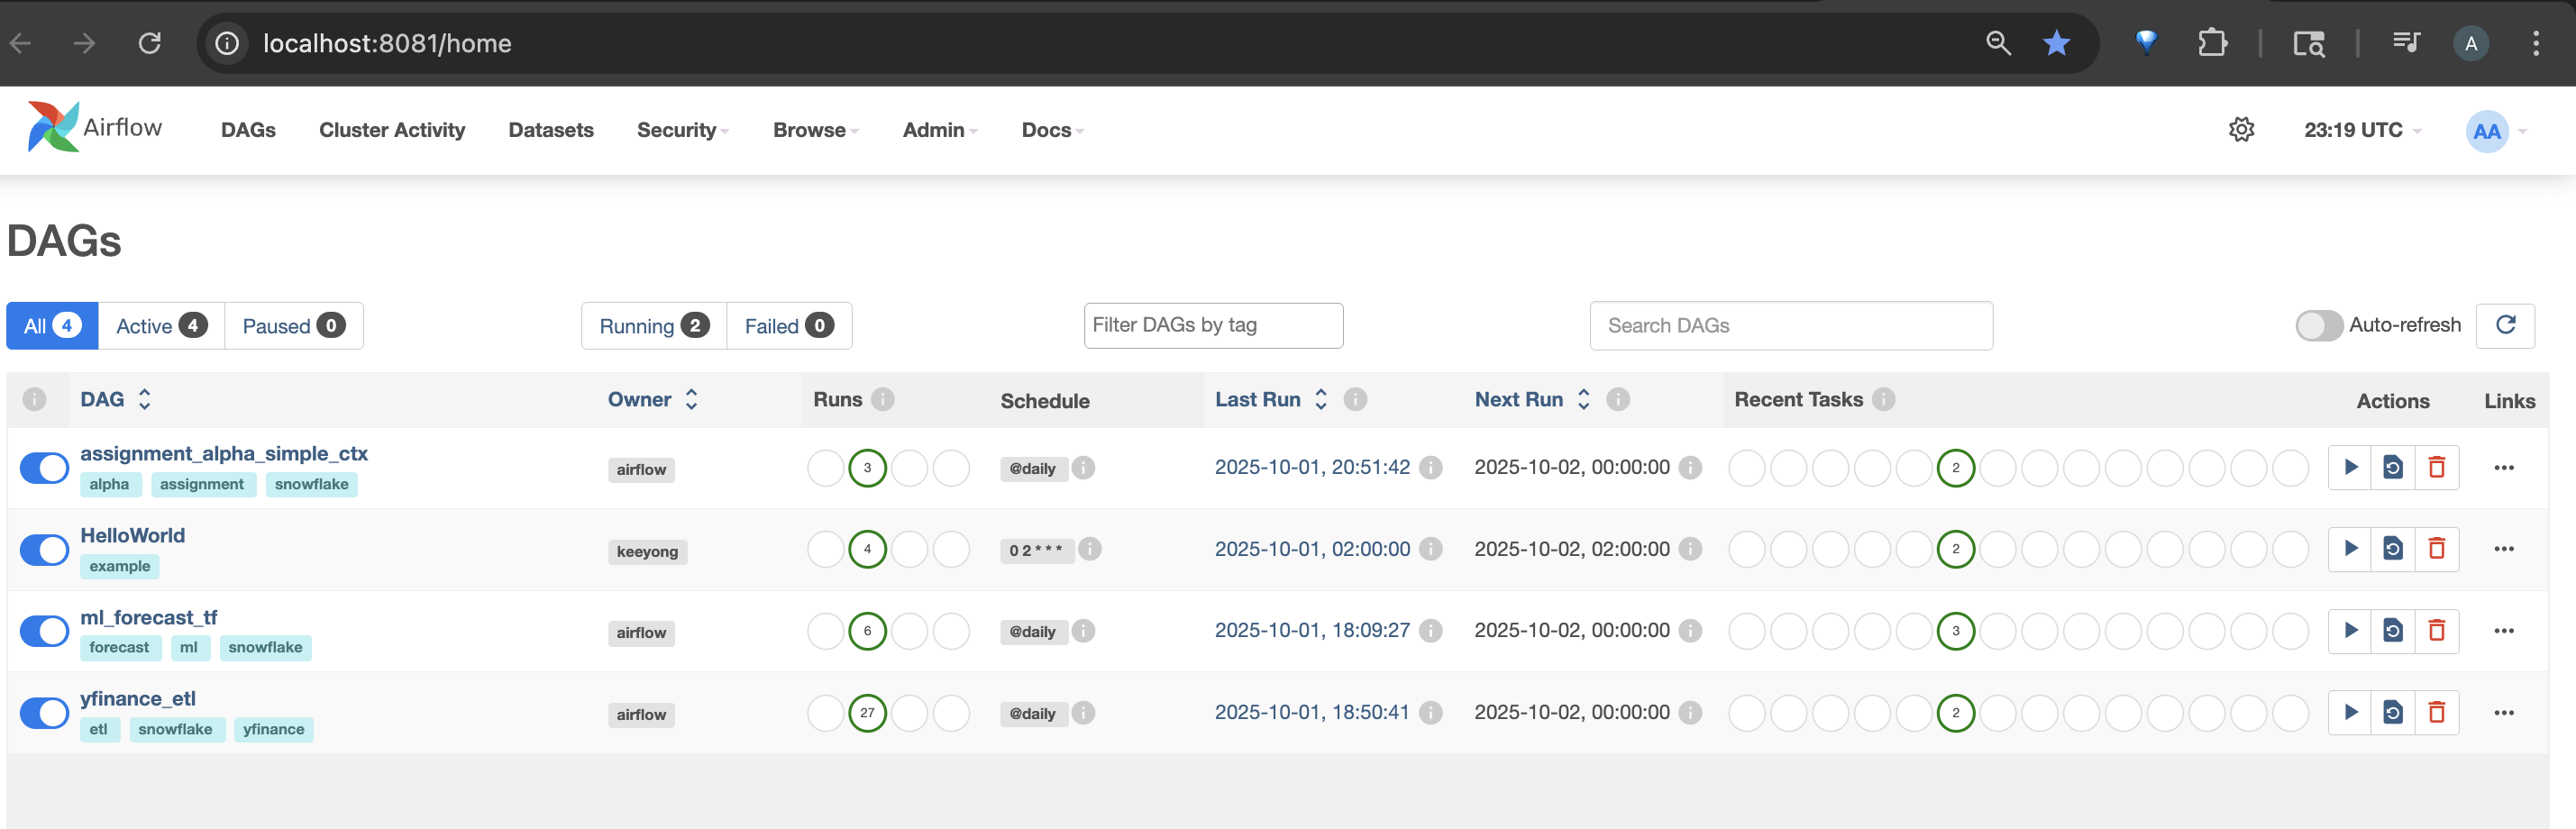 localhost:8081/home
A
Airflow DAGs Cluster Activity Datasets Security Browse Admin Docs 23:19 UTC AA
DAGs
All 4 Active 4 Paused 0 Running 2 Failed 0 Filter DAGs by tag Search DAGs Auto-refresh
DAG Owner Runs Schedule Last Run Next Run Recent Tasks Actions Links
assignment_alpha_simple_ctx airflow 3 @daily 2025-10-01, 20:51:42 2025-10-02, 00:00:00 2
alpha assignment snowflake
HelloWorld keeyong 4 0 2 * * * 2025-10-01, 02:00:00 2025-10-02, 02:00:00 2
example
ml_forecast_tf airflow 6 @daily 2025-10-01, 18:09:27 2025-10-02, 00:00:00 3
forecast ml snowflake
yfinance_etl airflow 27 @daily 2025-10-01, 18:50:41 2025-10-02, 00:00:00 2
etl snowflake yfinance